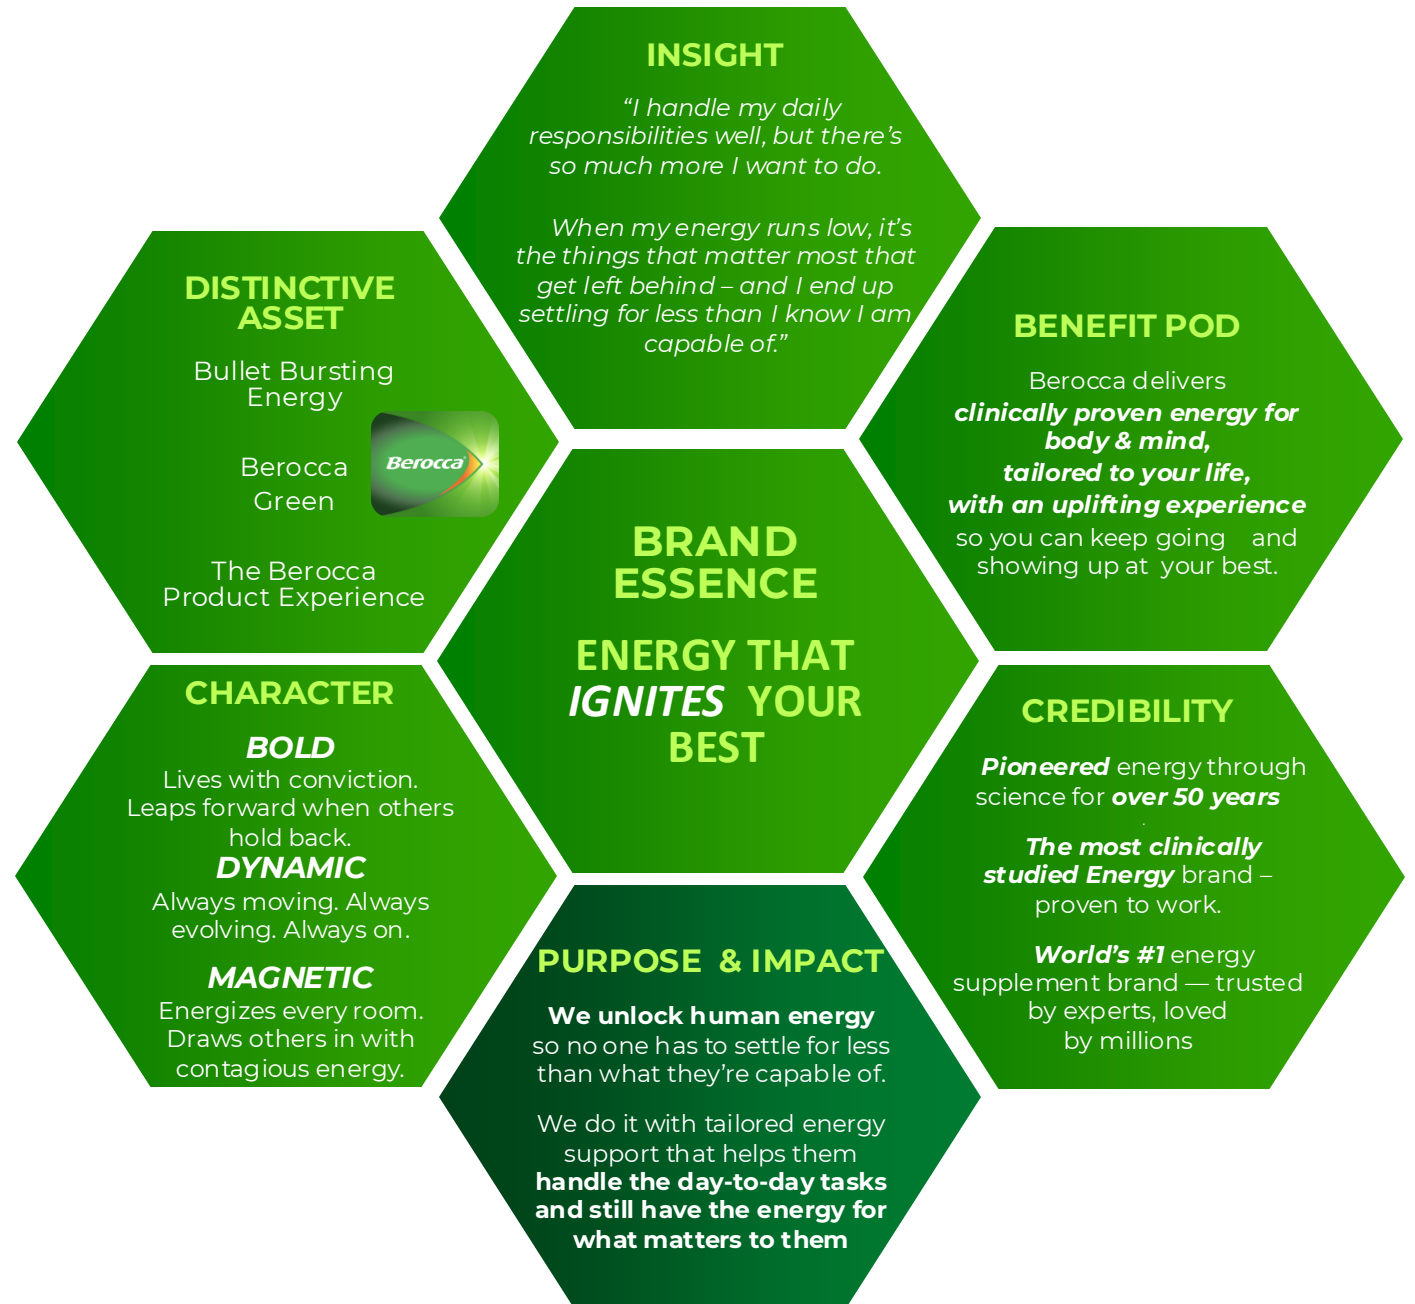 INSIGHT
“I handle my daily
responsibilities well, but there’s
so much more I want to do.
When my energy runs low, it’s
the things that matter most that
get left behind – and I end up
settling for less than I know I am
capable of.”
DISTINCTIVE
ASSET
Bullet Bursting
Energy
Berocca
Green
Berocca
The Berocca
Product Experience
BENEFIT POD
Berocca delivers
clinically proven energy for
body & mind,
tailored to your life,
with an uplifting experience
so you can keep going and
showing up at your best.
BRAND
ESSENCE
ENERGY THAT
IGNITES YOUR
BEST
CHARACTER
BOLD
Lives with conviction.
Leaps forward when others
hold back.
DYNAMIC
Always moving. Always
evolving. Always on.
MAGNETIC
Energizes every room.
Draws others in with
contagious energy.
CREDIBILITY
Pioneered energy through
science for over 50 years
.
The most clinically
studied Energy brand –
proven to work.
World’s #1 energy
supplement brand — trusted
by experts, loved
by millions
PURPOSE & IMPACT
We unlock human energy
so no one has to settle for less
than what they’re capable of.
We do it with tailored energy
support that helps them
handle the day-to-day tasks
and still have the energy for
what matters to them